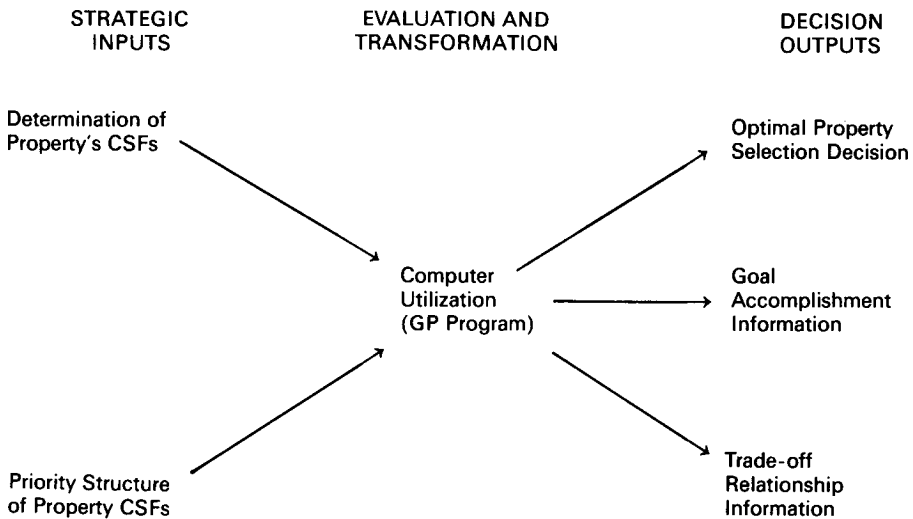 STRATEGIC
INPUTS
EVALUATION AND
TRANSFORMATION
DECISION
OUTPUTS
Determination of
Property's CSFs
Priority Structure
of Property CSFs
Computer
Utilization
(GP Program)
Optimal Property
Selection Decision
Goal
Accomplishment
Information
Trade-off
Relationship
Information